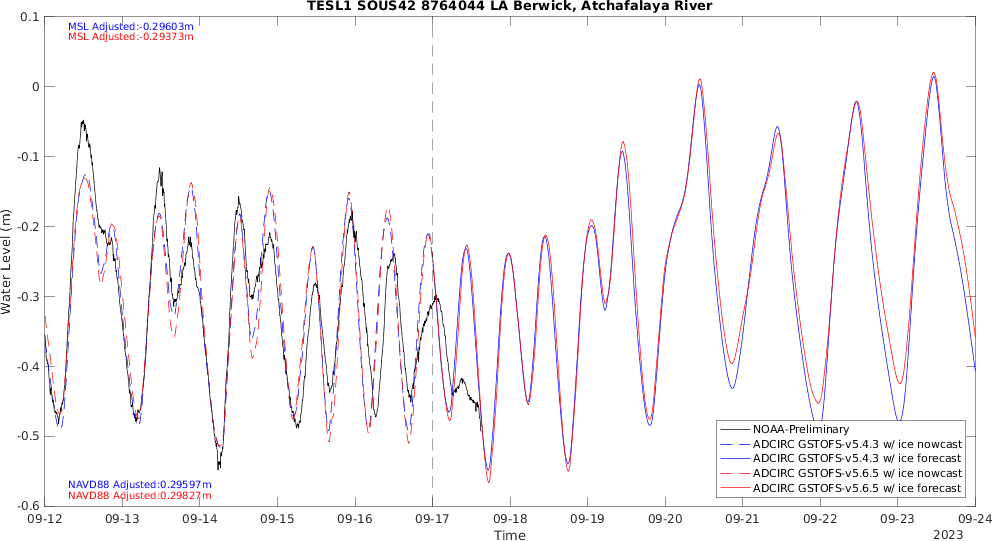 TESL1 SOUS42 8764044 LA Berwick, Atchafalaya River
MSL Adjusted:-0.29603m
MSL Adjusted:-0.29373m
0.1
0
-0.1
-0.2
-0.3
-0.4
-0.5
-0.6
Water Level (m)
NAVD88 Adjusted:0.29597m
NAVD88 Adjusted:0.29827m
NOAA-Preliminary
ADCIRC GSTOFS-v5.4.3 w/ ice nowcast
ADCIRC GSTOFS-v5.4.3 w/ ice forecast
ADCIRC GSTOFS-v5.6.5 w/ ice nowcast
ADCIRC GSTOFS-v5.6.5 w/ ice forecast
09-12 09-13 09-14 09-15 09-16 09-17 09-18 09-19 09-20 09-21 09-22 09-23 09-24
Time
2023